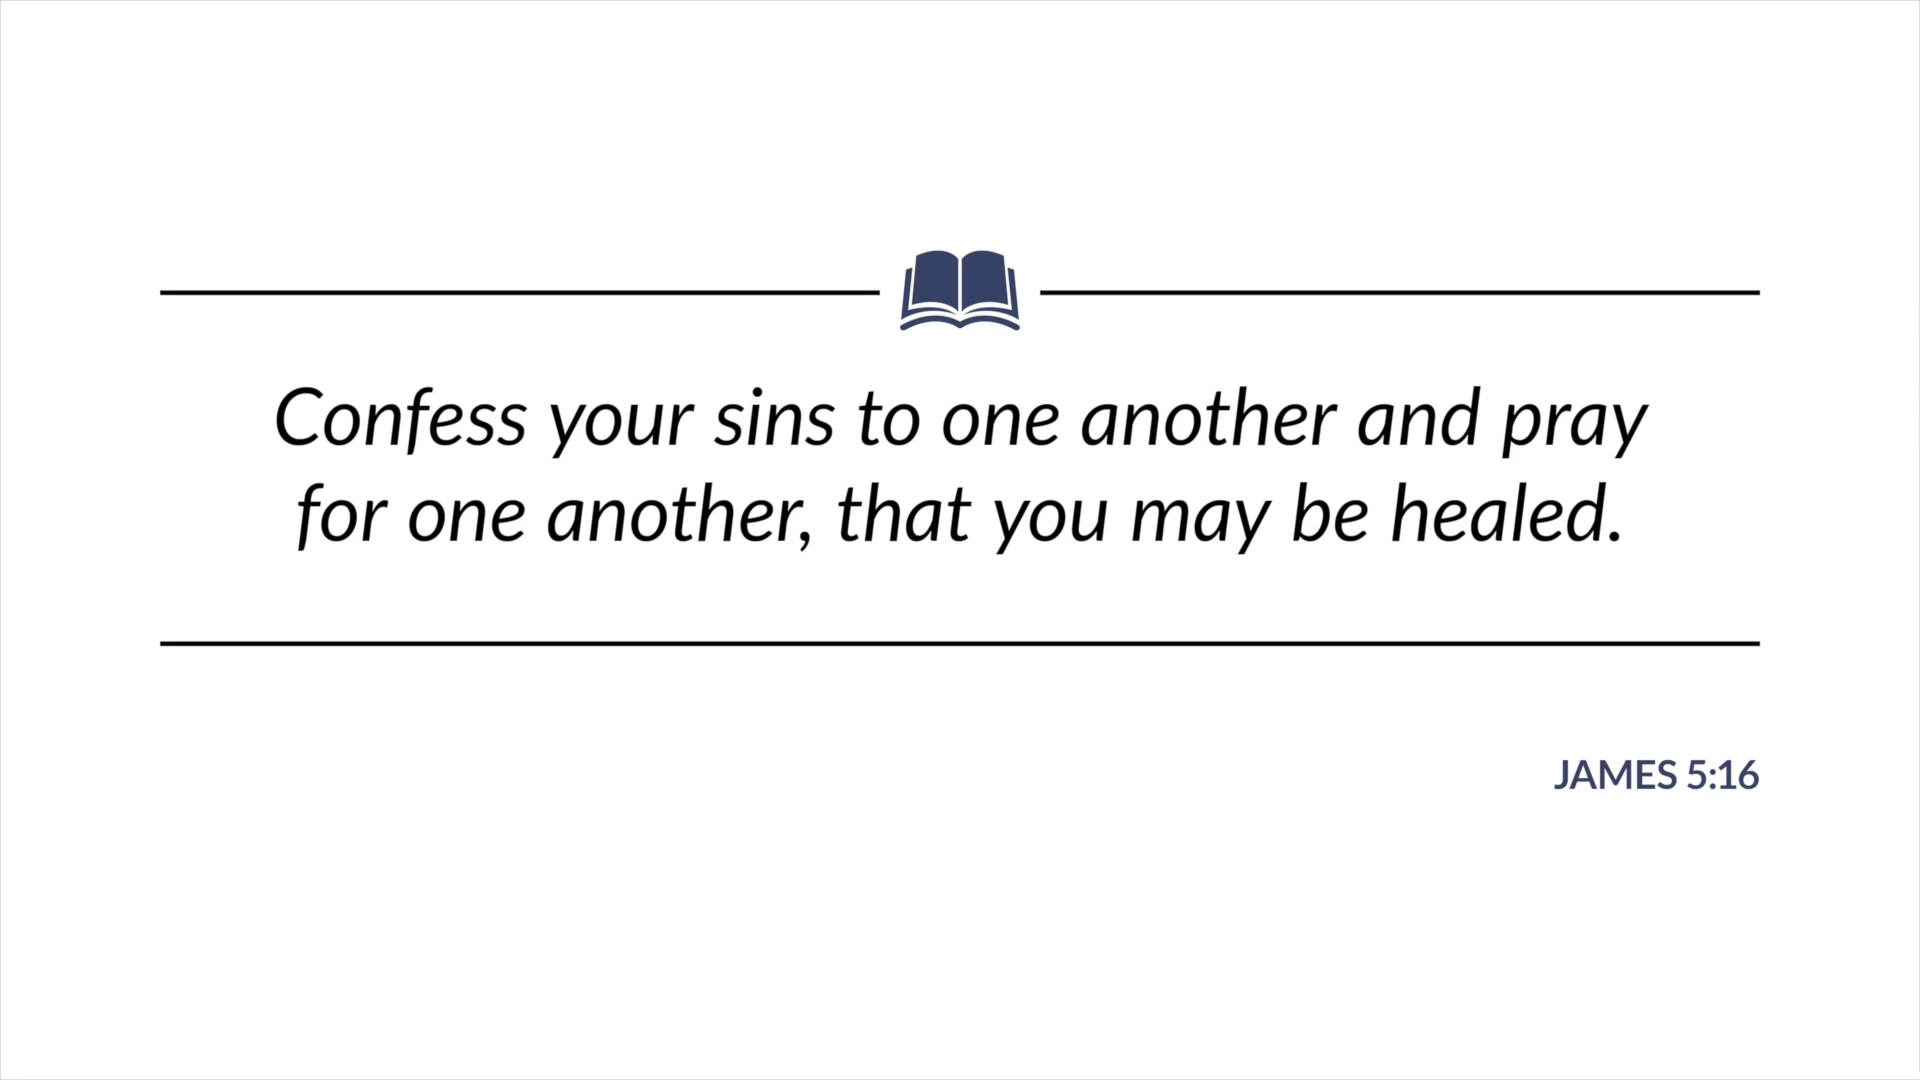 Confess your sins to one another and pray
for one another, that you may be healed.
JAMES 5:16